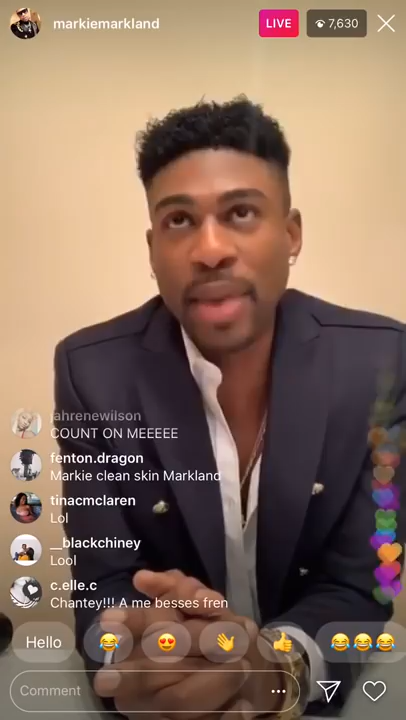 markiemarkland
LIVE
7,630
jahrenewilson
COUNT ON MEEEEE
fenton.dragon
Markie clean skin Markland
tinacmclaren
Lol
__blackchiney
Lool
c.elle.c
Chantey!!! A me besses fren
Hello
Comment